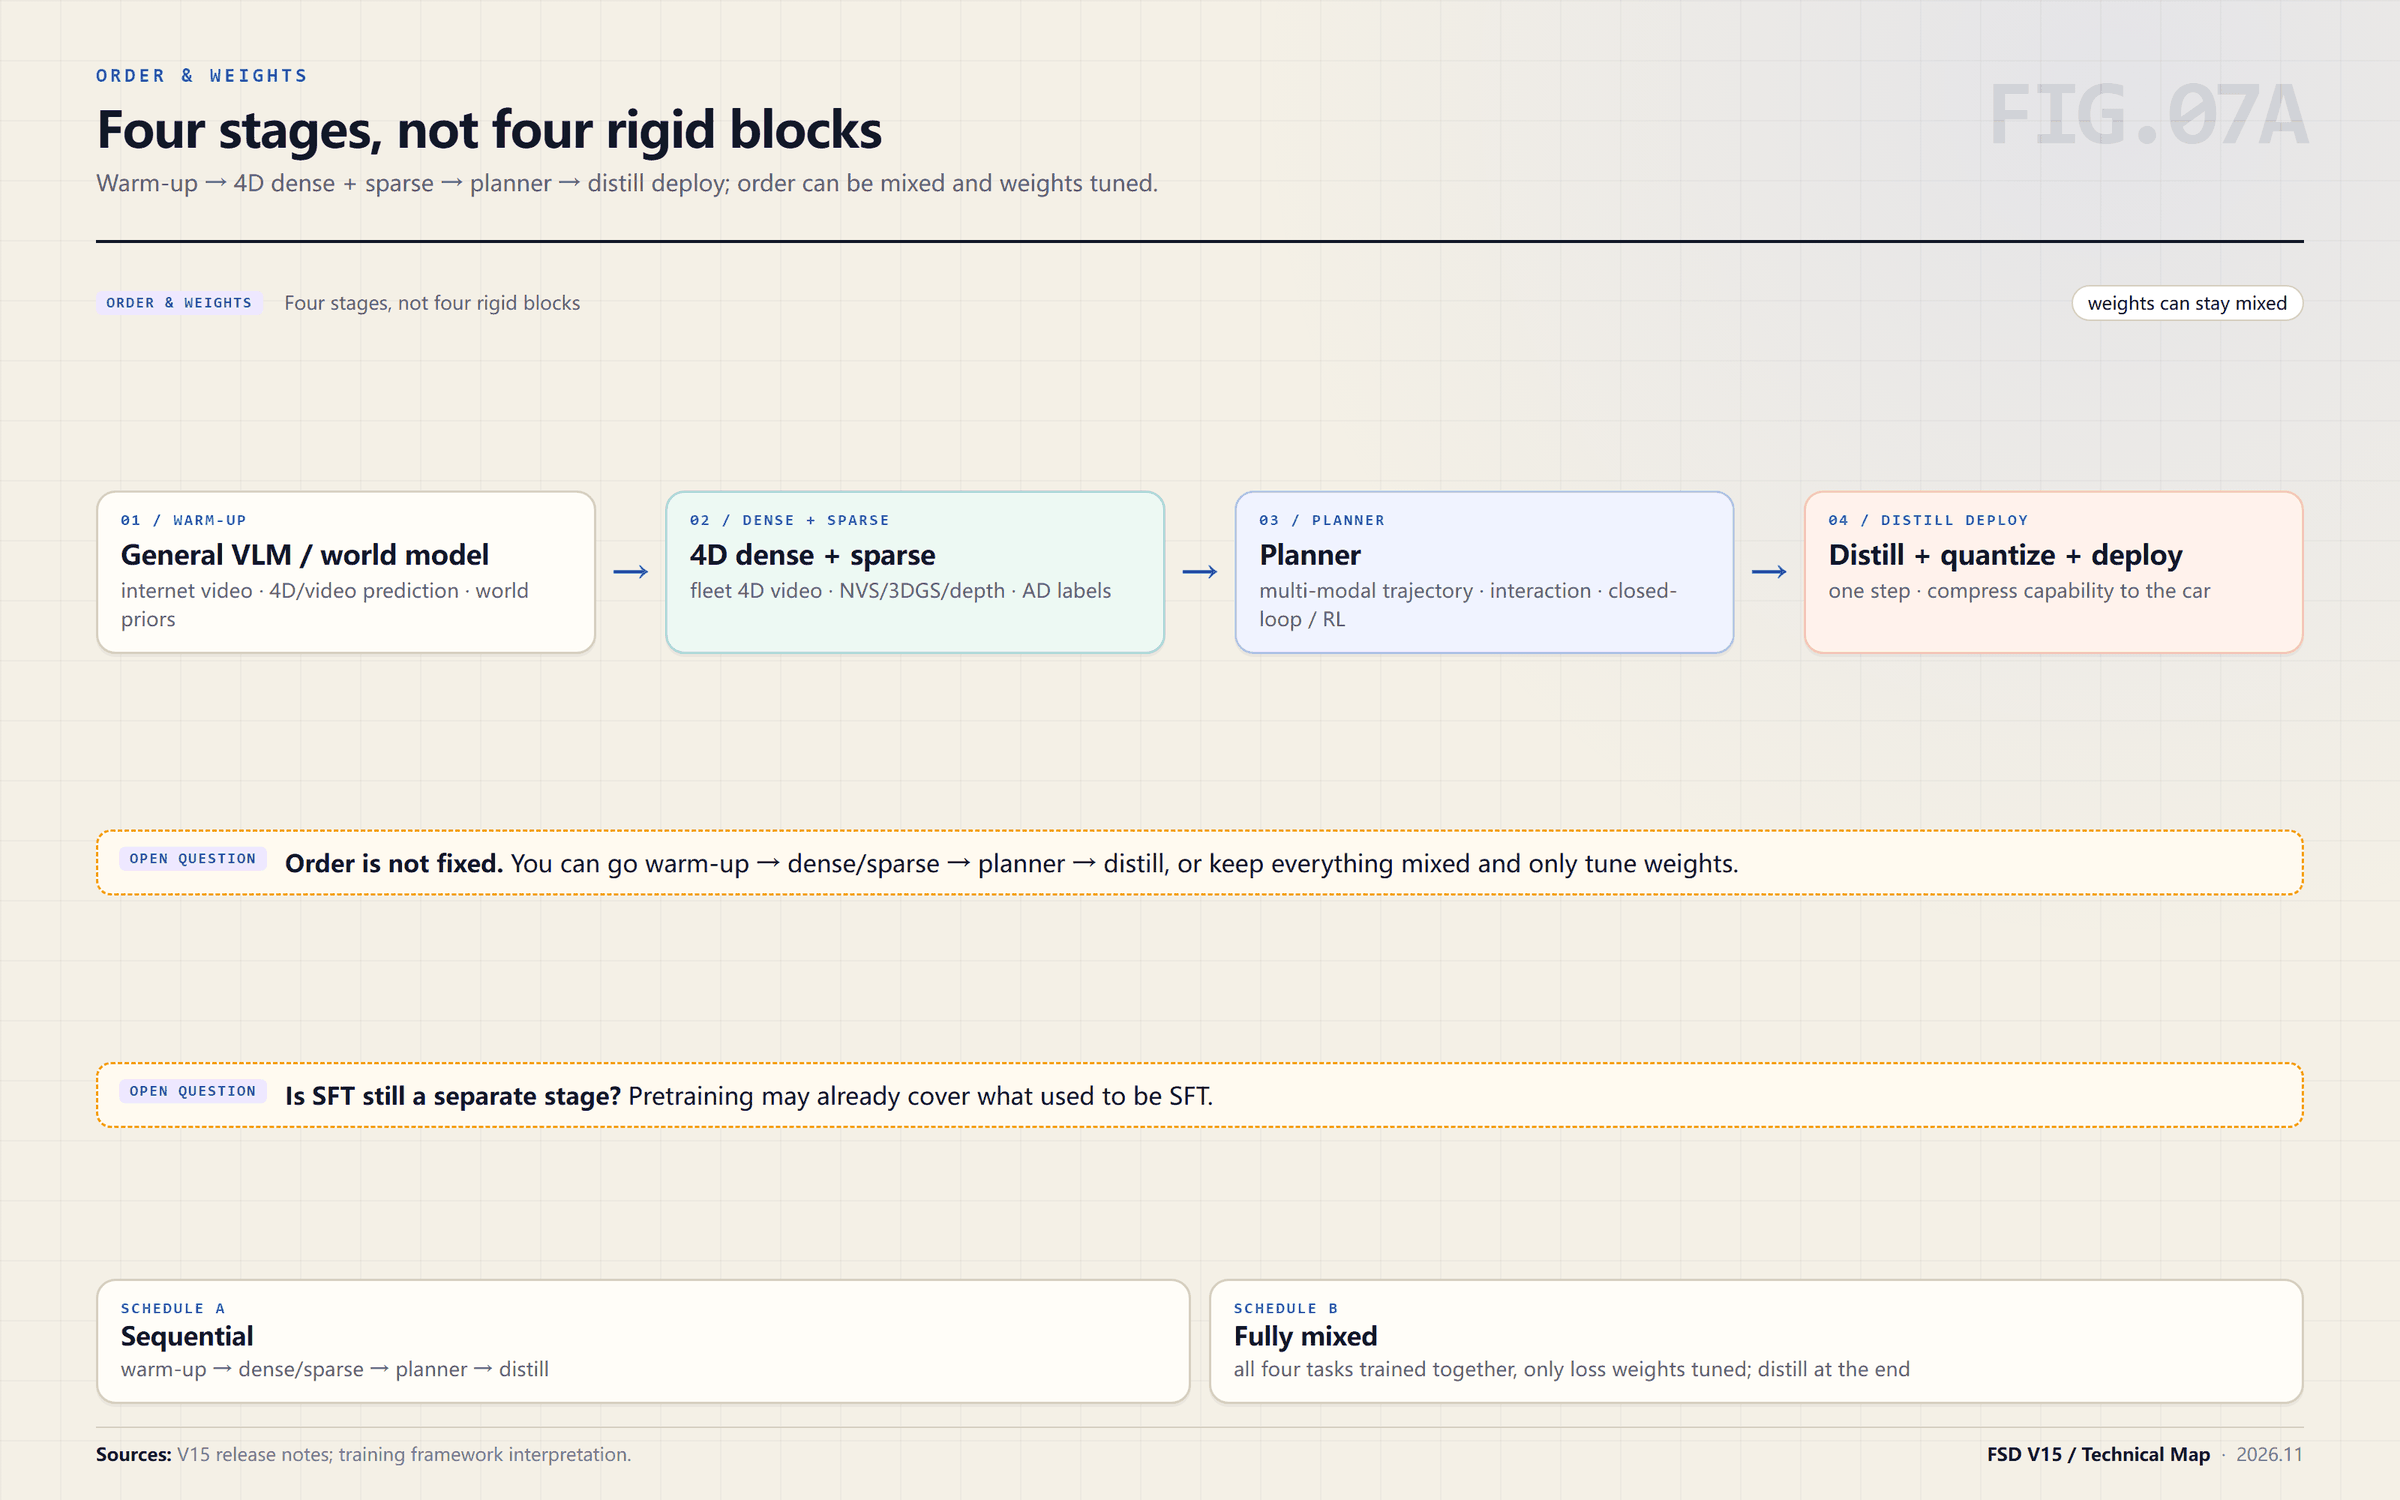 ORDER & WEIGHTS
FIG.07A
Four stages, not four rigid blocks
Warm-up → 4D dense + sparse → planner → distill deploy; order can be mixed and weights tuned.
ORDER & WEIGHTS Four stages, not four rigid blocks
weights can stay mixed
01 / WARM-UP
General VLM / world model
internet video · 4D/video prediction · world
priors
→
02 / DENSE + SPARSE
4D dense + sparse
fleet 4D video · NVS/3DGS/depth · AD labels
→
03 / PLANNER
Planner
multi-modal trajectory · interaction · closed-
loop / RL
→
04 / DISTILL DEPLOY
Distill + quantize + deploy
one step · compress capability to the car
OPEN QUESTION Order is not fixed. You can go warm-up → dense/sparse → planner → distill, or keep everything mixed and only tune weights.
OPEN QUESTION Is SFT still a separate stage? Pretraining may already cover what used to be SFT.
SCHEDULE A
Sequential
warm-up → dense/sparse → planner → distill
SCHEDULE B
Fully mixed
all four tasks trained together, only loss weights tuned; distill at the end
Sources: V15 release notes; training framework interpretation.
FSD V15 / Technical Map · 2026.11